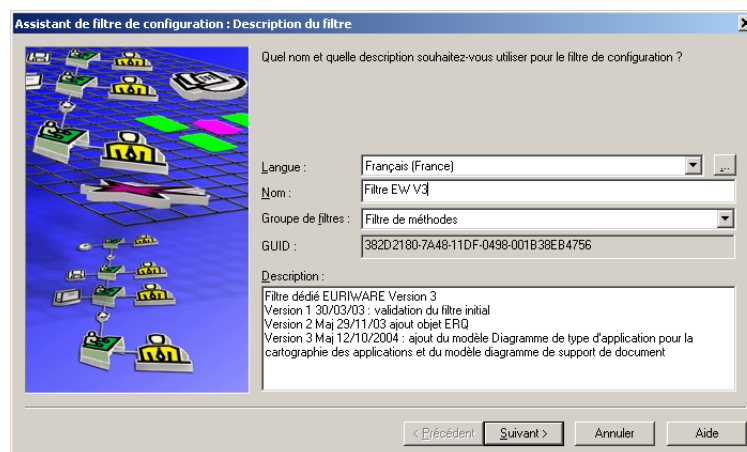 Assistant de filtre de configuration : Description du filtre
Quel nom et quelle description souhaitez-vous utiliser pour le filtre de configuration ?
Langue : Français (France) ...
Nom : Filtre EW V3
Groupe de filtres : Filtre de méthodes
GUID : 382D2180-7A48-11DF-0498-001B38EB4756
Description :
Filtre dédié EURIWARE Version 3
Version 1 30/03/03 : validation du filtre initial
Version 2 Maj 29/11/03 ajout objet ERQ
Version 3 Maj 12/10/2004 : ajout du modèle Diagramme de type d'application pour la
cartographie des applications et du modèle diagramme de support de document
< Précédent Suivant > Annuler Aide